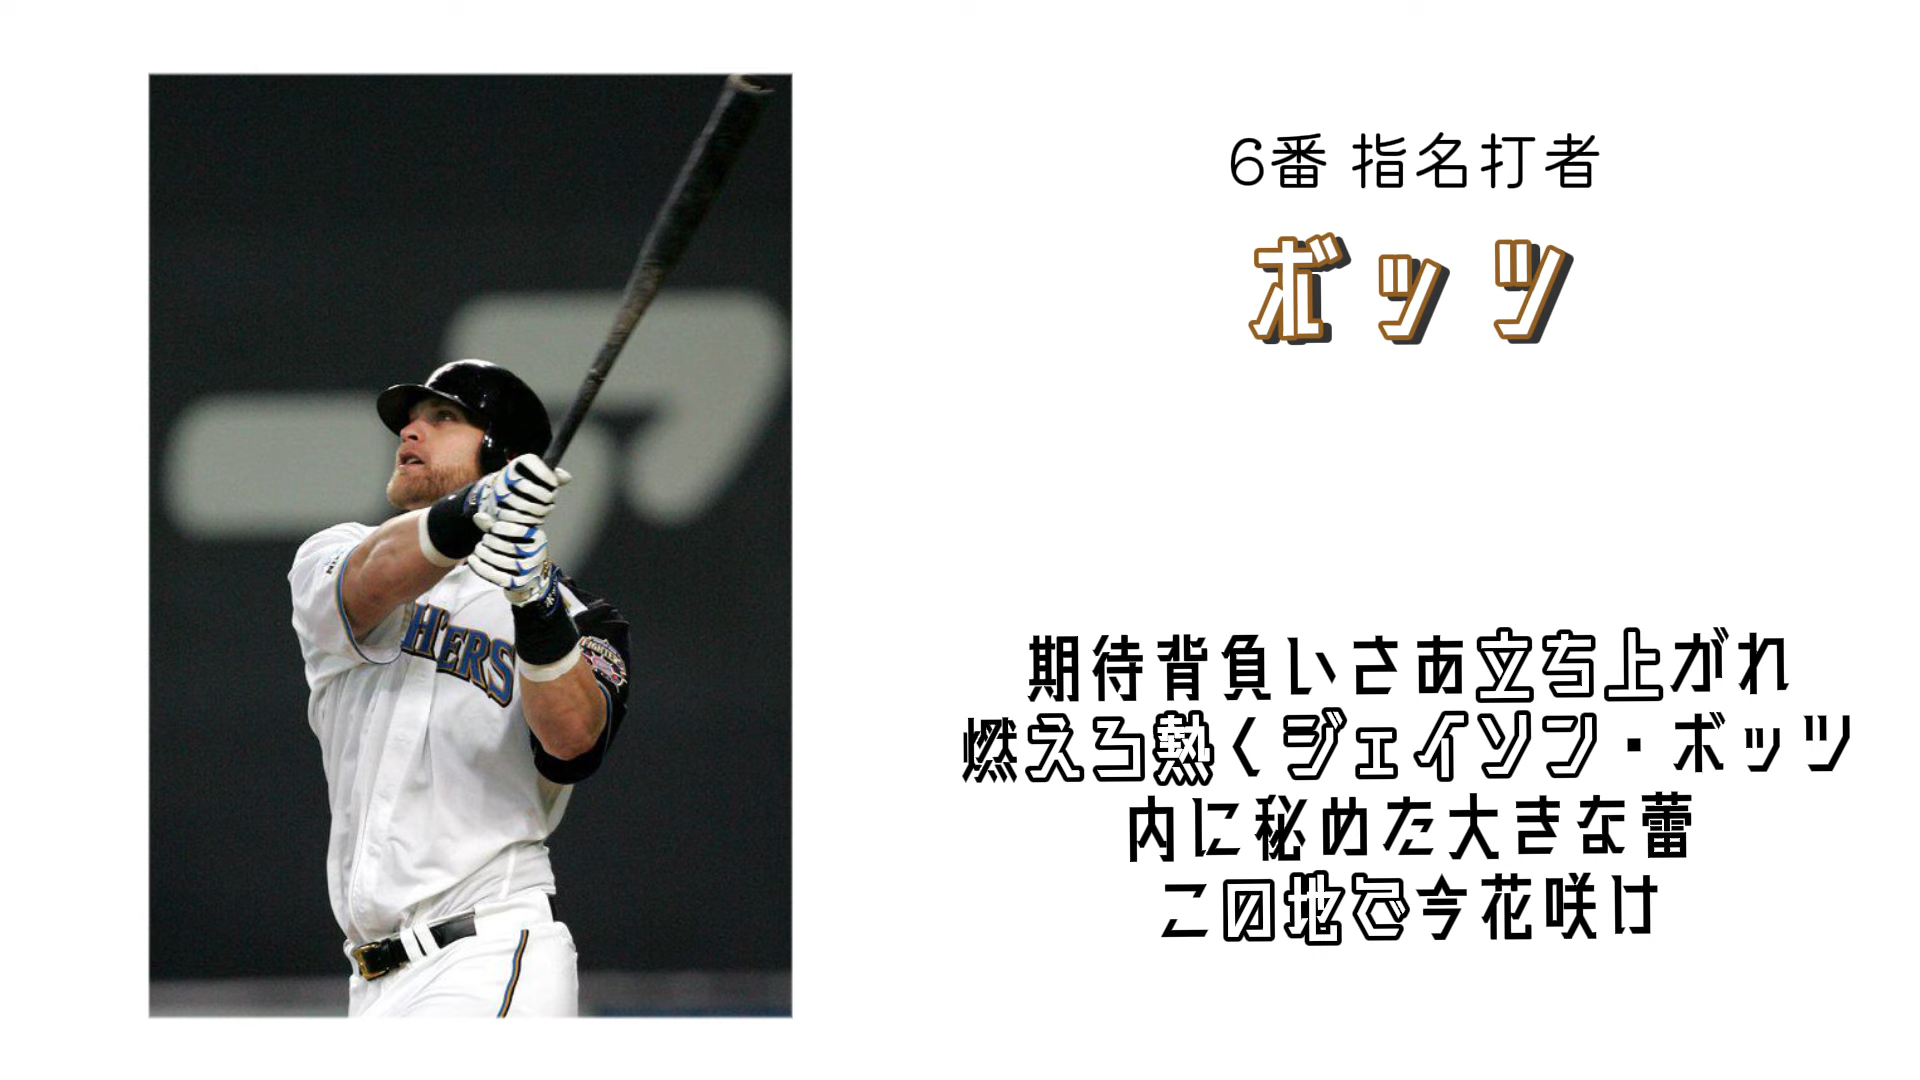 6番 指名打者
ボッツ
期待背負いさあ立ち上がれ
燃えろ熱くジェイソン・ボッツ
内に秘めた大きな蕾
この地で今花咲け
H'ERS
FIGHTERS